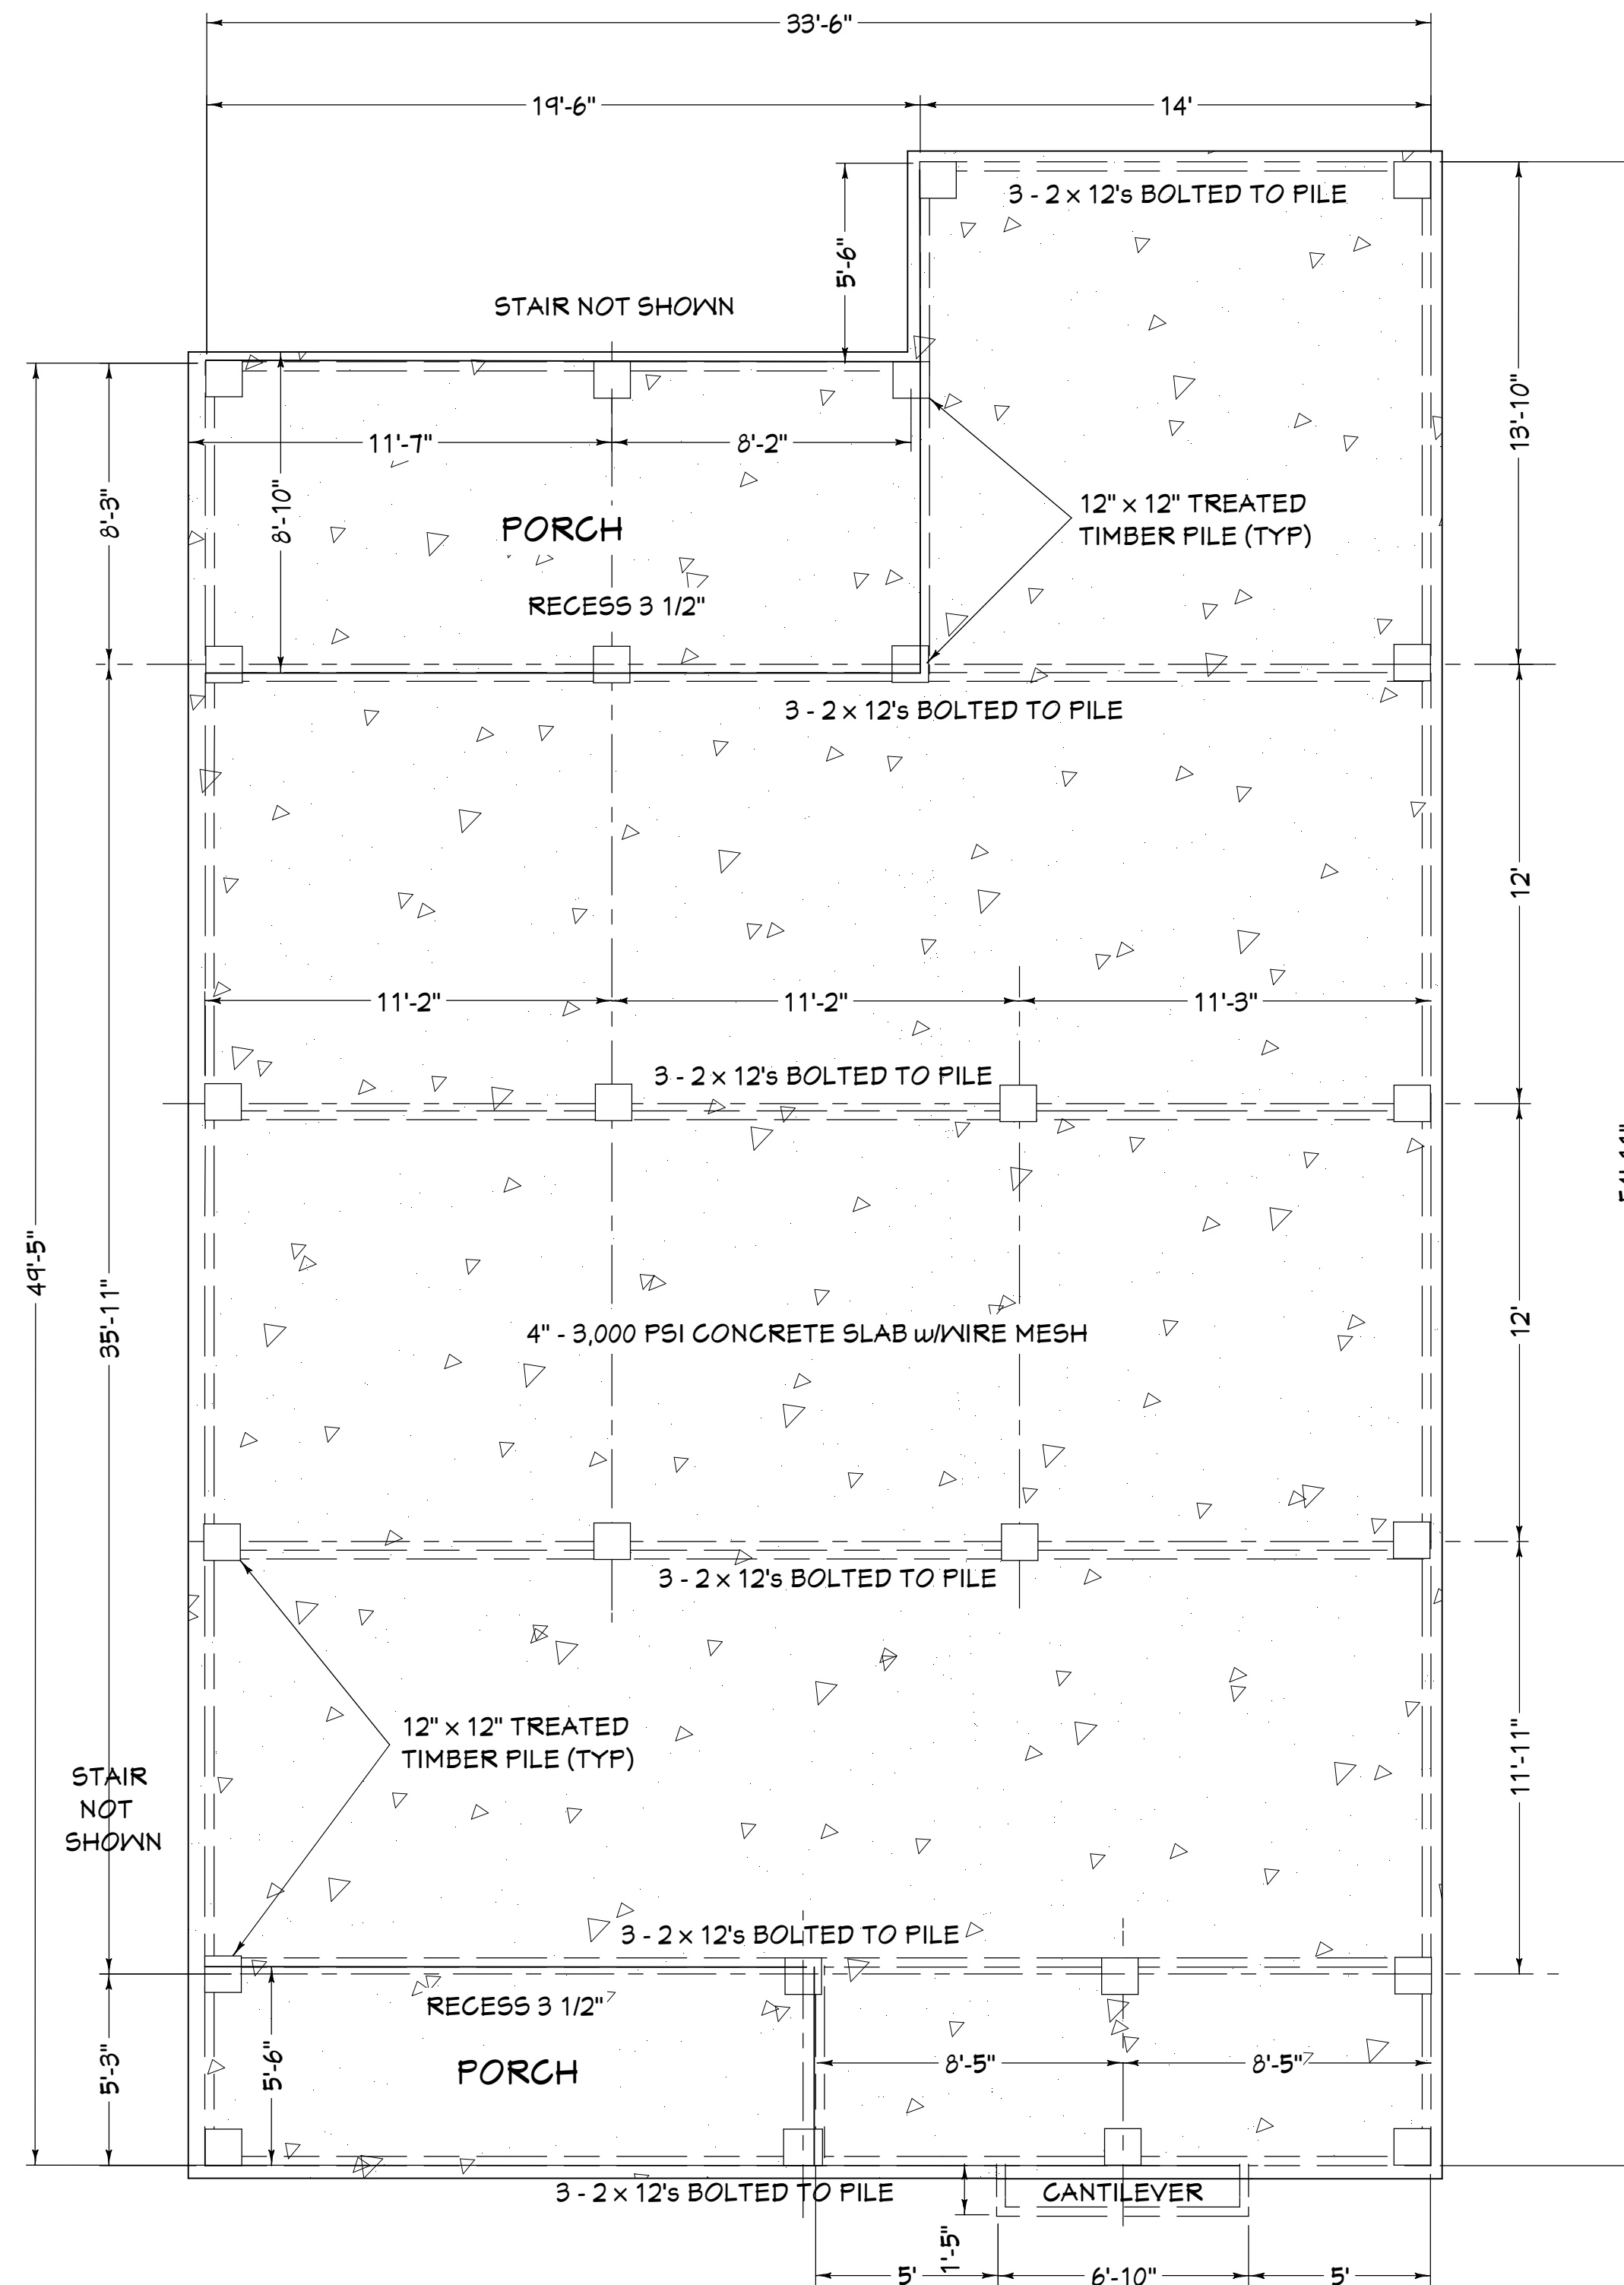 33'-6"
19'-6"
14'
3 - 2 x 12's BOLTED TO PILE
5'-6"
STAIR NOT SHOWN
13'-10"
11'-7"
8'-2"
8'-3"
8'-10"
PORCH
12" x 12" TREATED
TIMBER PILE (TYP)
RECESS 3 1/2"
3 - 2 x 12's BOLTED TO PILE
12'
11'-2"
11'-2"
11'-3"
3 - 2 x 12's BOLTED TO PILE
49'-5"
35'-11"
4" - 3,000 PSI CONCRETE SLAB w/WIRE MESH
12'
3 - 2 x 12's BOLTED TO PILE
12" x 12" TREATED
TIMBER PILE (TYP)
11'-11"
STAIR
NOT
SHOWN
3 - 2 x 12's BOLTED TO PILE
RECESS 3 1/2"
5'-3"
5'-6"
PORCH
8'-5"
8'-5"
3 - 2 x 12's BOLTED TO PILE
CANTILEVER
1'-5"
5'
6'-10"
5'